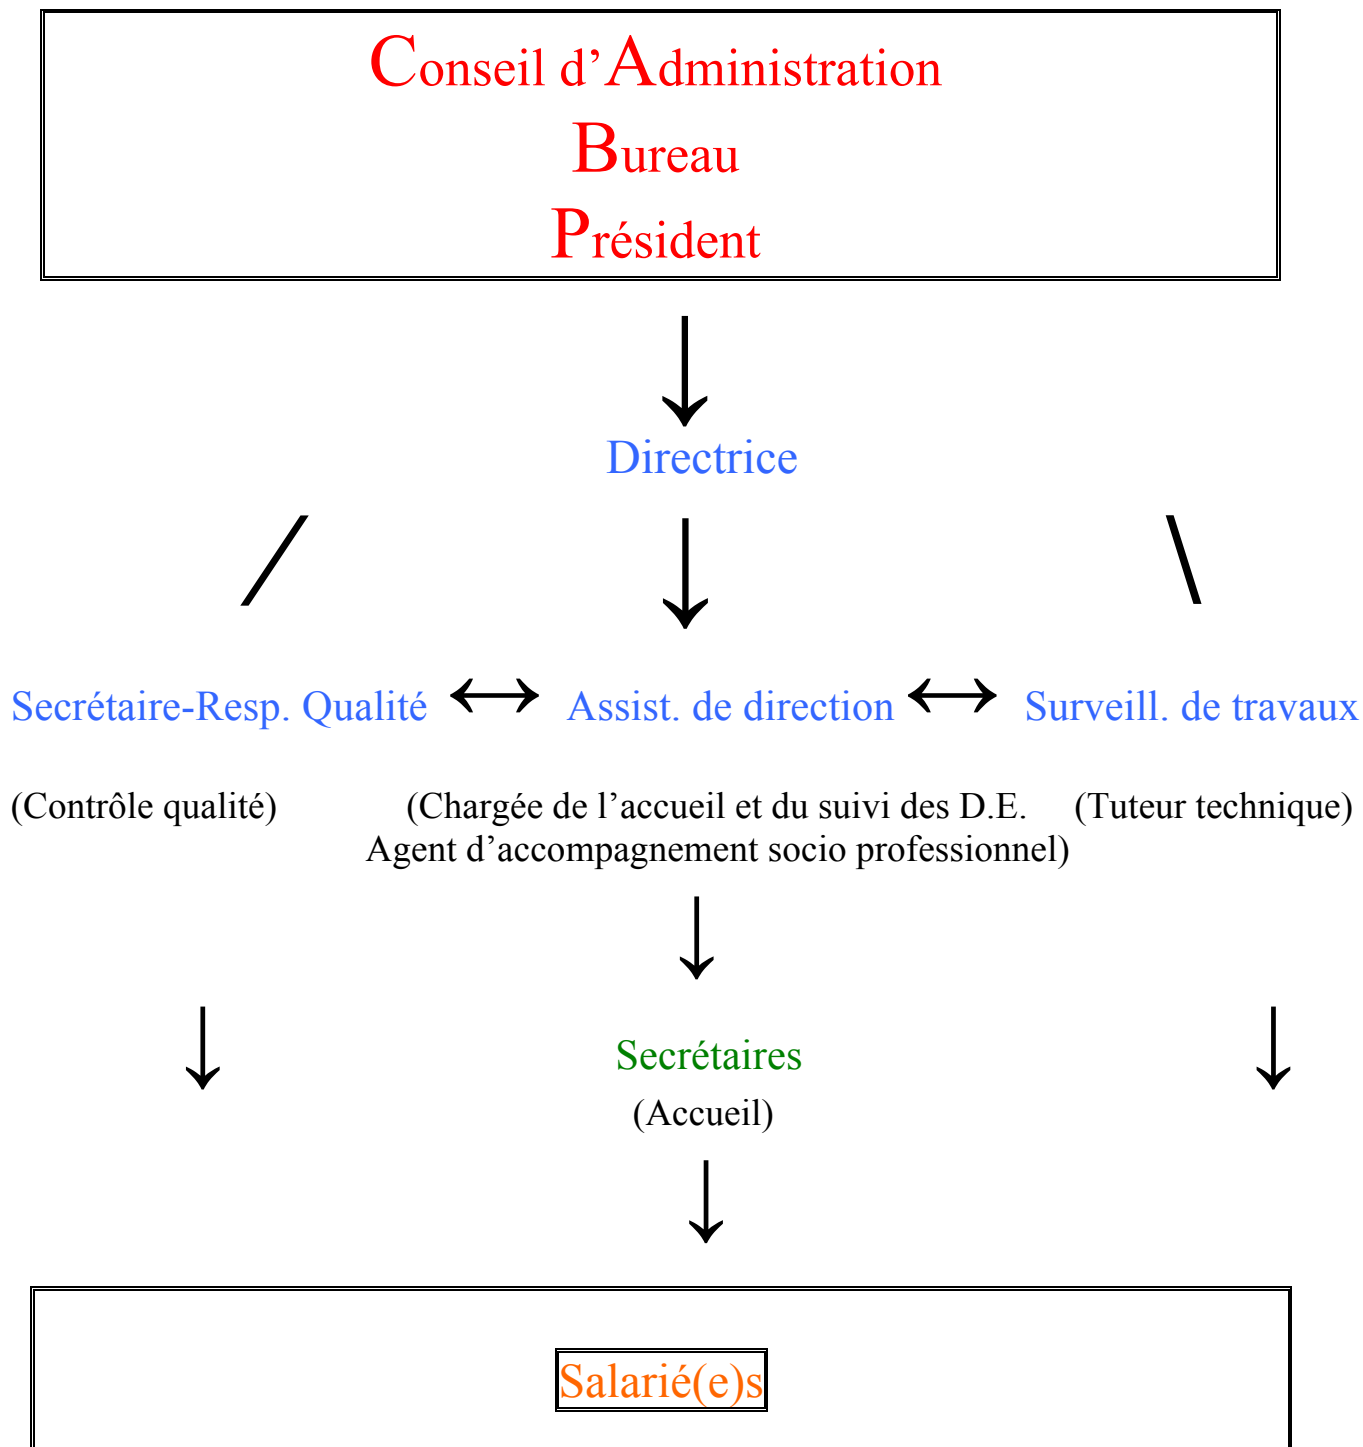 Conseil d’Administration
Bureau
Président
Directrice
Secrétaire-Resp. Qualité Assist. de direction Surveill. de travaux
(Contrôle qualité) (Chargée de l’accueil et du suivi des D.E. (Tuteur technique)
Agent d’accompagnement socio professionnel)
Secrétaires
(Accueil)
Salarié(e)s